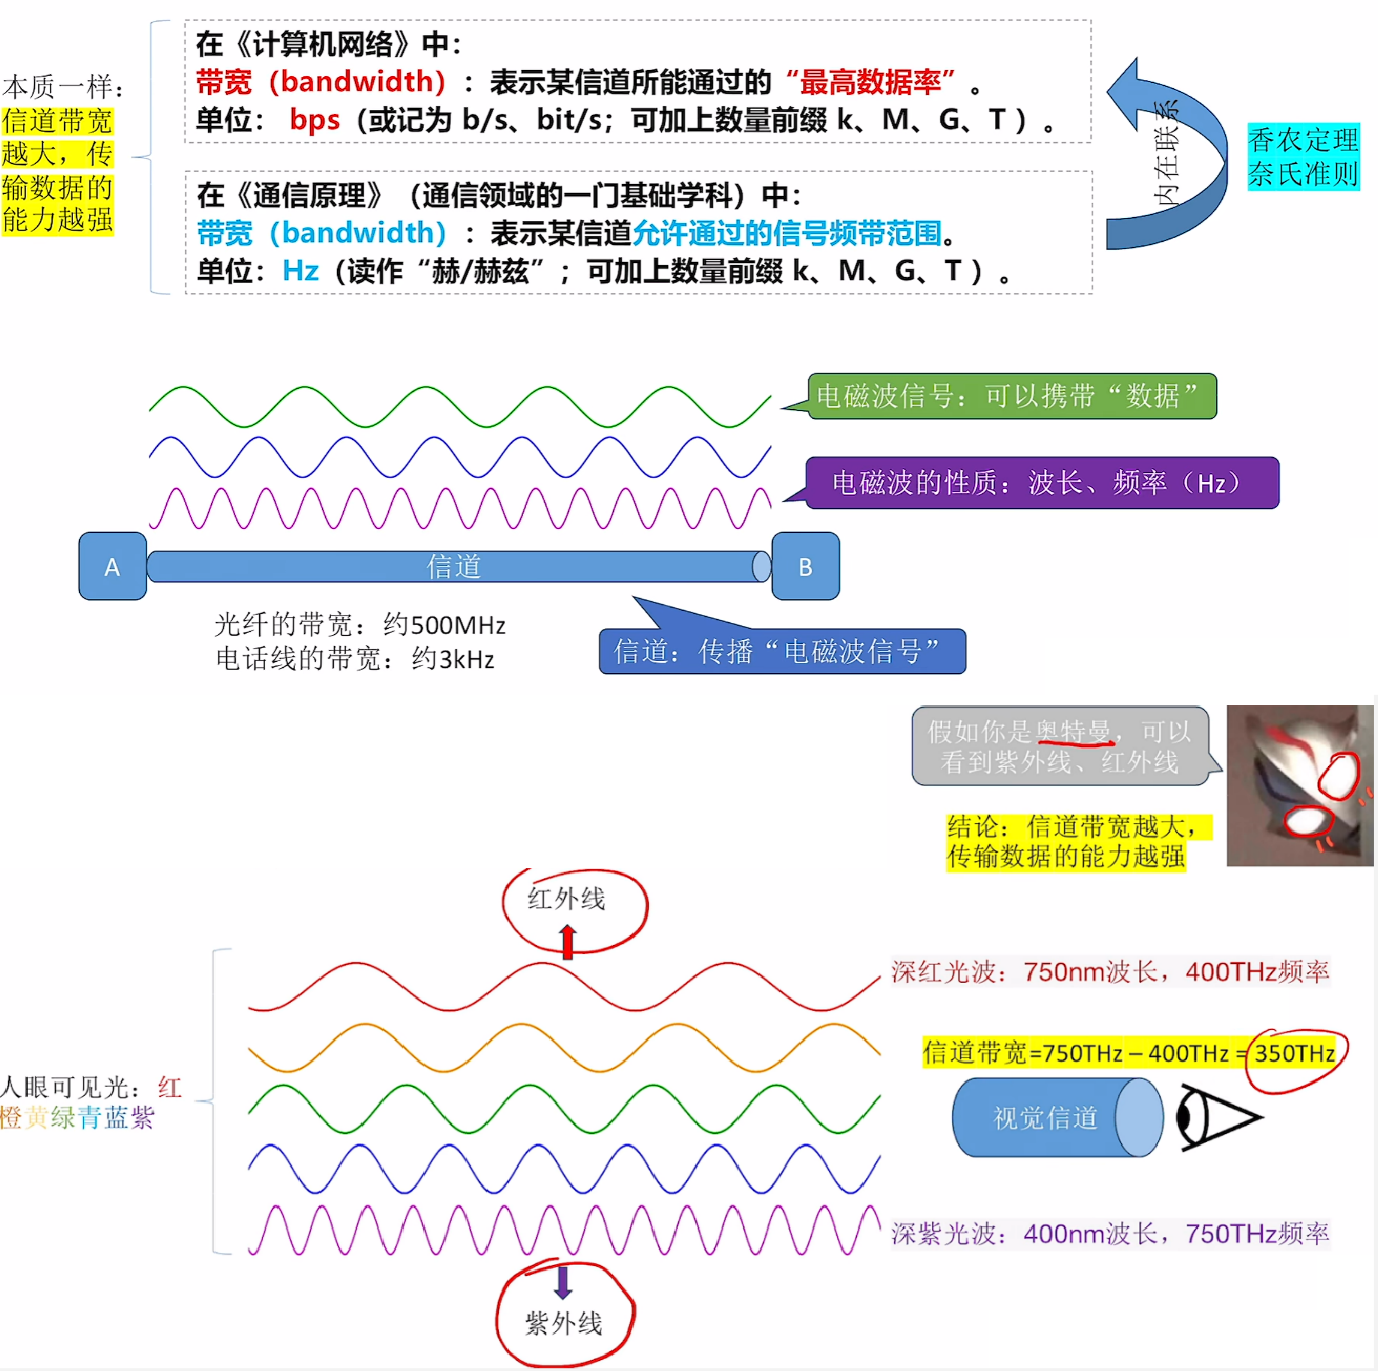 在《计算机网络》中：
带宽（bandwidth）：表示某信道所能通过的“最高数据率”。
单位： bps（或记为 b/s、bit/s；可加上数量前缀 k、M、G、T ）。
本质一样：
信道带宽
越大，传
输数据的
能力越强
在《通信原理》（通信领域的一门基础学科）中：
带宽（bandwidth）：表示某信道允许通过的信号频带范围。
单位：Hz（读作“赫/赫兹”；可加上数量前缀 k、M、G、T ）。
内在联系
香农定理
奈氏准则
电磁波信号：可以携带“数据”
电磁波的性质：波长、频率（Hz）
A
信道
B
光纤的带宽：约500MHz
电话线的带宽：约3kHz
信道：传播“电磁波信号”
假如你是奥特曼，可以
看到紫外线、红外线
结论：信道带宽越大，
传输数据的能力越强
红外线
深红光波：750nm波长，400THz频率
信道带宽=750THz – 400THz = 350THz
人眼可见光：红
橙黄绿青蓝紫
视觉信道
深紫光波：400nm波长，750THz频率
紫外线